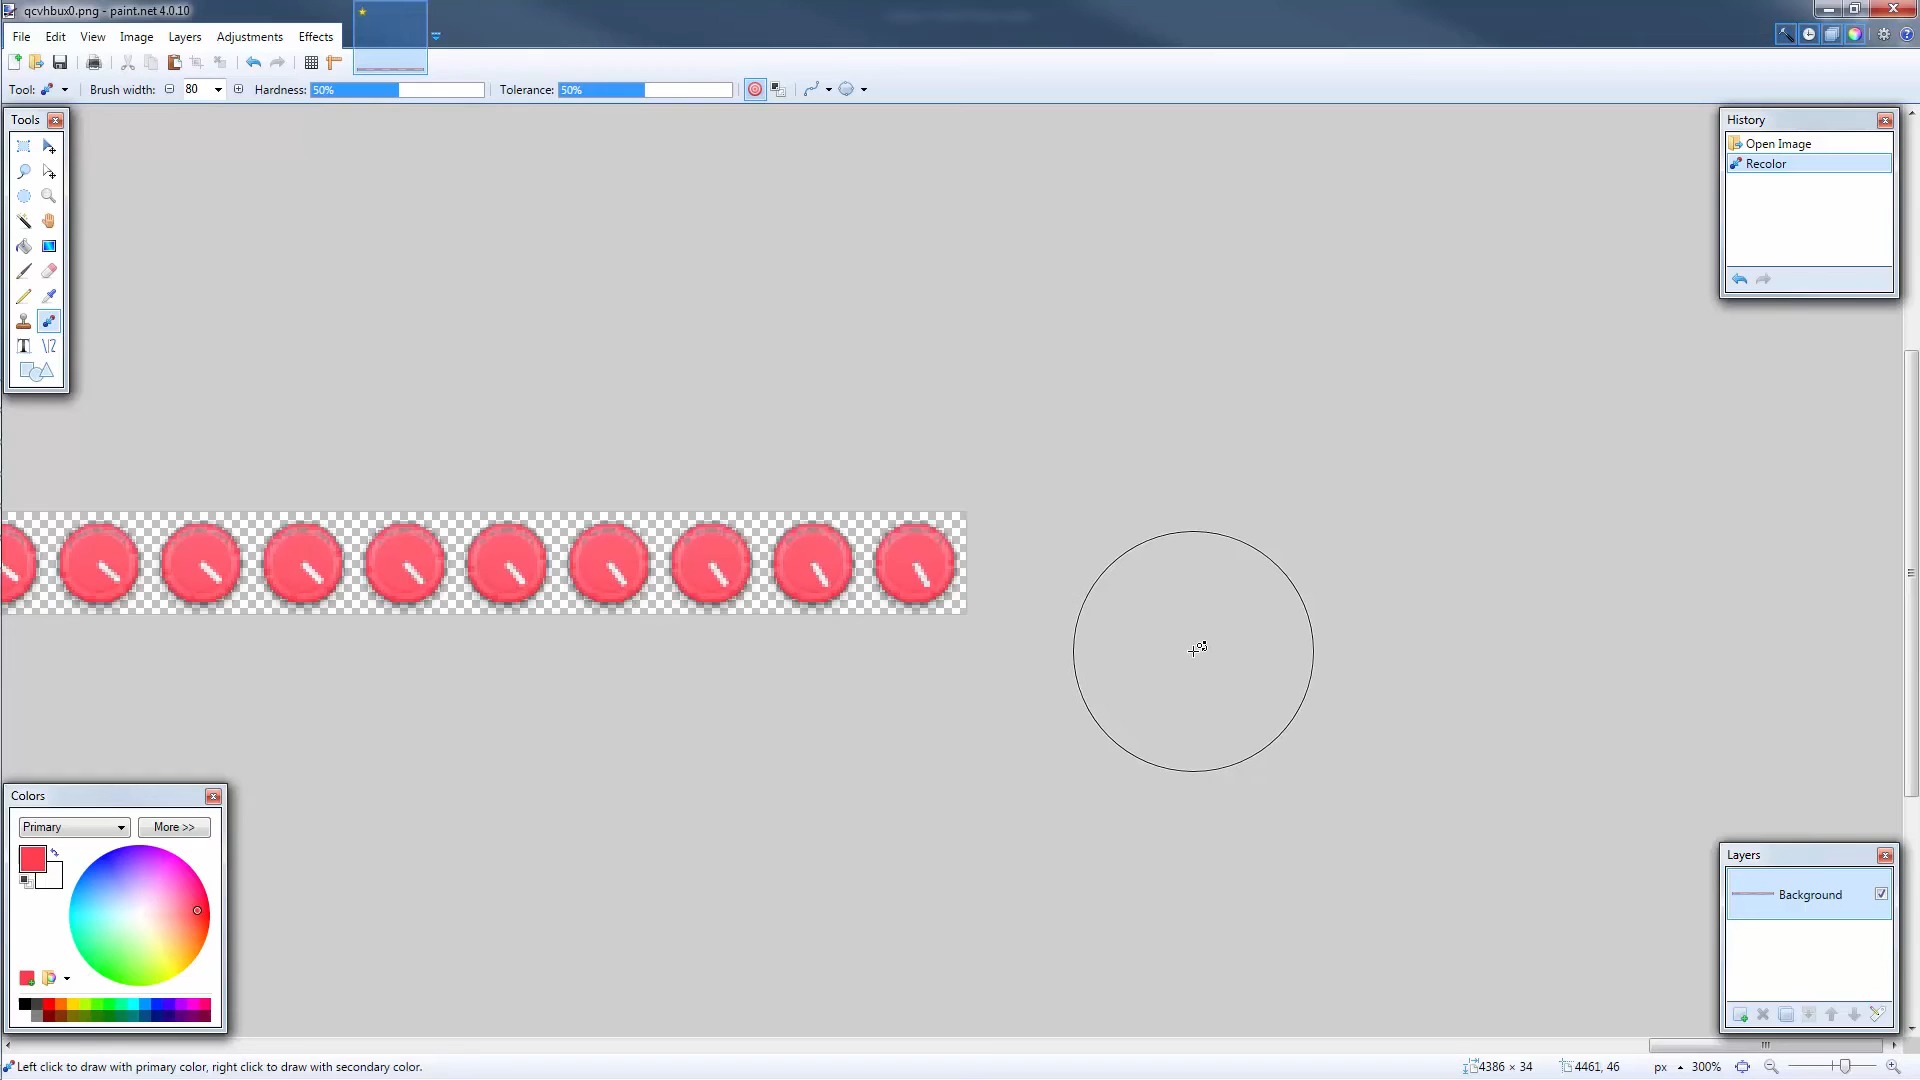 qcvhbux0.png - paint.net 4.0.10
File Edit View Image Layers Adjustments Effects
Tool: Brush width: 80 Hardness: 50% Tolerance: 50%
Tools
History
Open Image
Recolor
Colors
Primary More >>
Layers
Background
Left click to draw with primary color, right click to draw with secondary color.
4386 × 34 4461, 46 px 300%